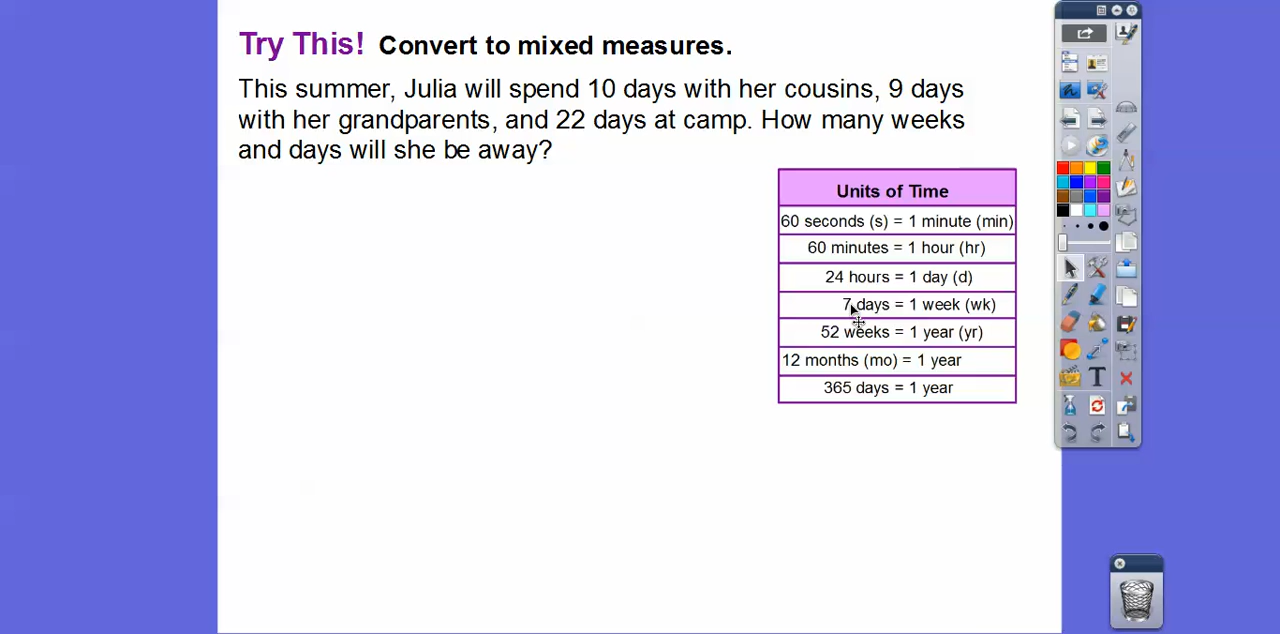 Try This! Convert to mixed measures.
This summer, Julia will spend 10 days with her cousins, 9 days
with her grandparents, and 22 days at camp. How many weeks
and days will she be away?
Units of Time
60 seconds (s) = 1 minute (min)
60 minutes = 1 hour (hr)
24 hours = 1 day (d)
7 days = 1 week (wk)
52 weeks = 1 year (yr)
12 months (mo) = 1 year
365 days = 1 year
T